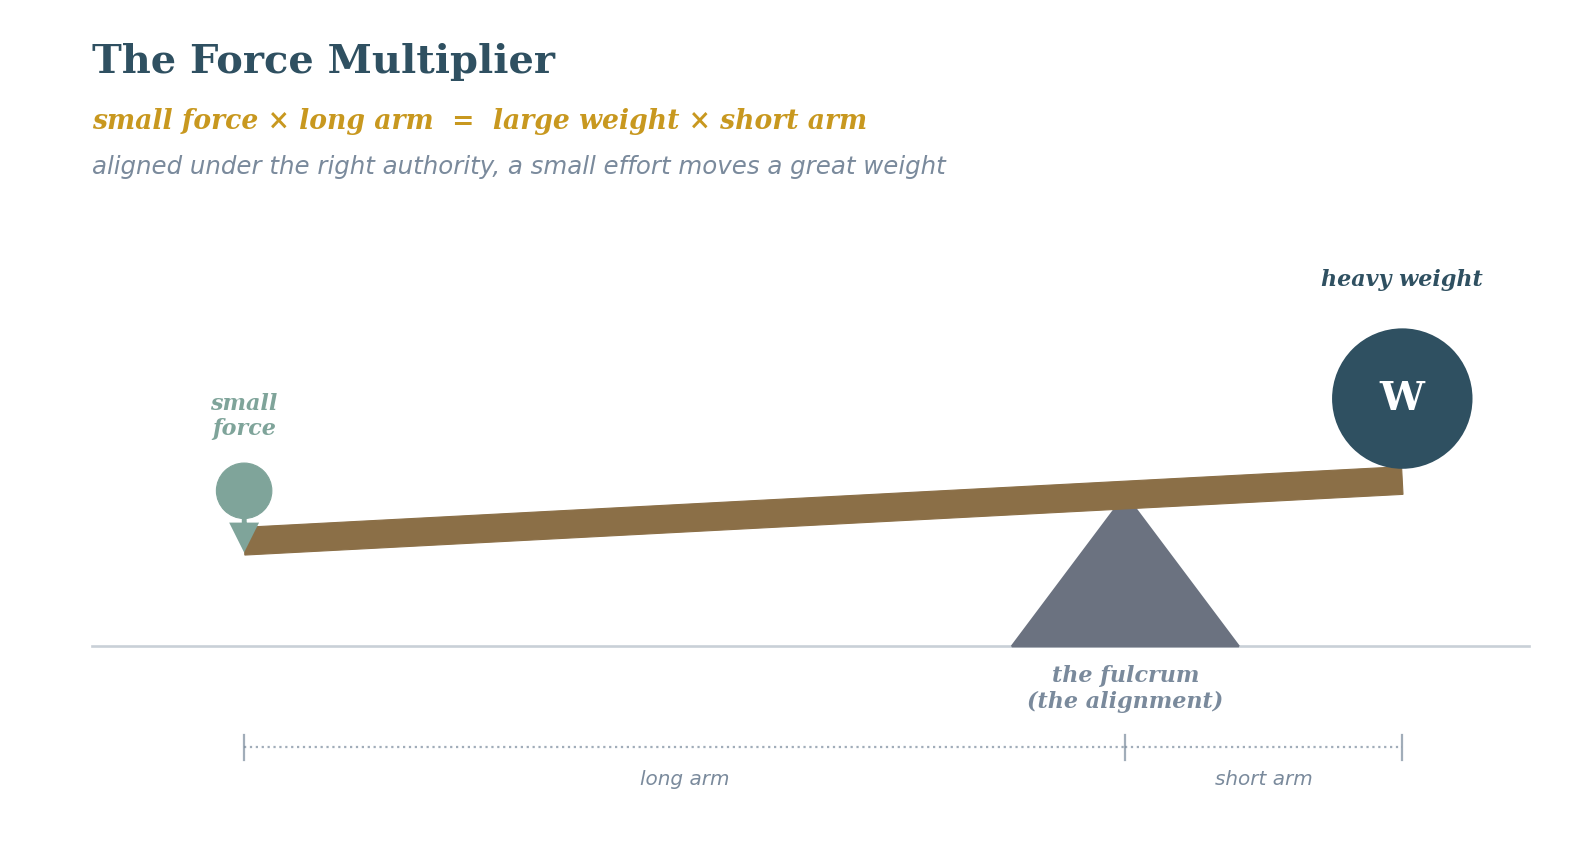 The Force Multiplier
small force × long arm = large weight × short arm
aligned under the right authority, a small effort moves a great weight
heavy weight
W
small
force
the fulcrum
(the alignment)
long arm
short arm